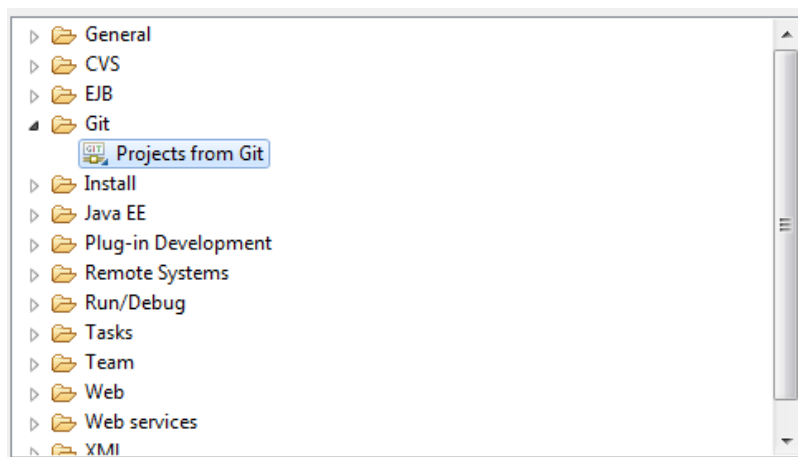 General
CVS
EJB
Git
GIT Projects from Git
Install
Java EE
Plug-in Development
Remote Systems
Run/Debug
Tasks
Team
Web
Web services
XML